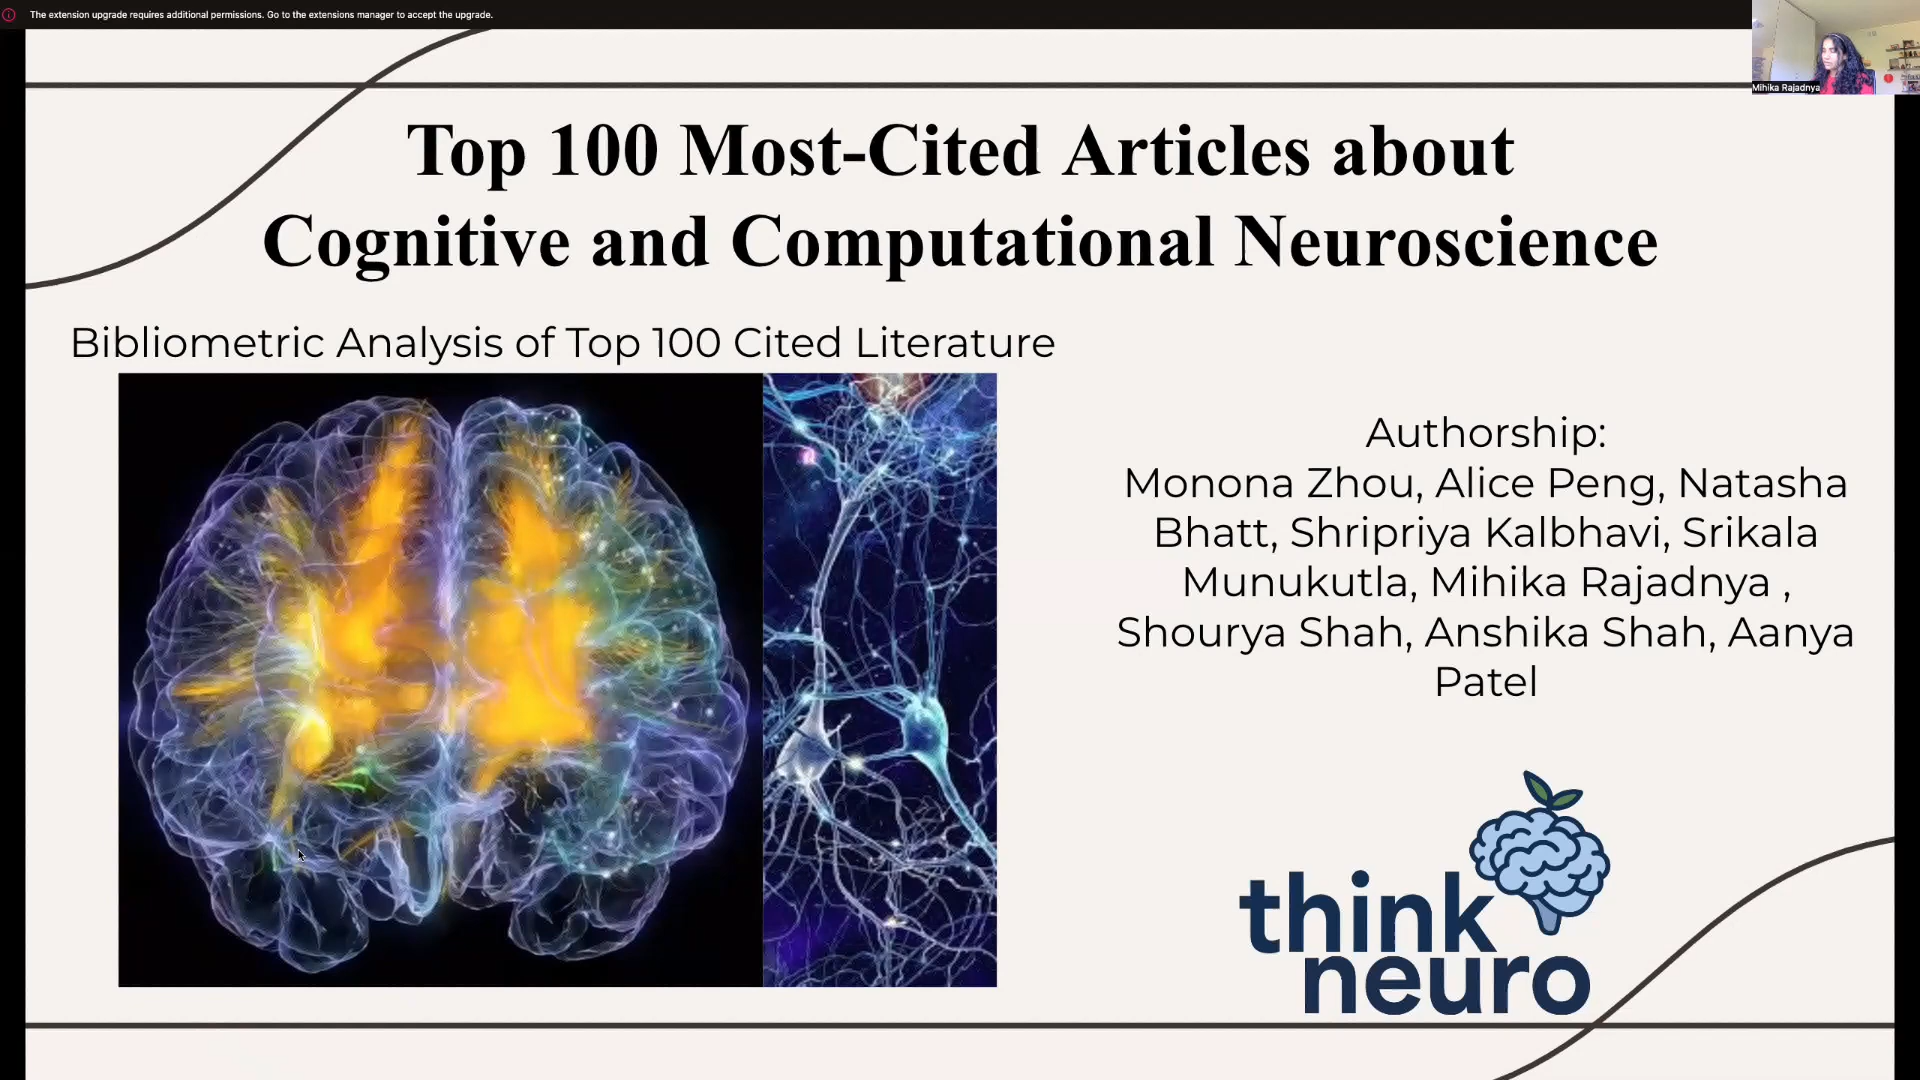 The extension upgrade requires additional permissions. Go to the extensions manager to accept the upgrade.
Mihika Rajadnya
Top 100 Most-Cited Articles about
Cognitive and Computational Neuroscience
Bibliometric Analysis of Top 100 Cited Literature
Authorship:
Monona Zhou, Alice Peng, Natasha
Bhatt, Shripriya Kalbhavi, Srikala
Munukutla, Mihika Rajadnya ,
Shourya Shah, Anshika Shah, Aanya
Patel
think
neuro